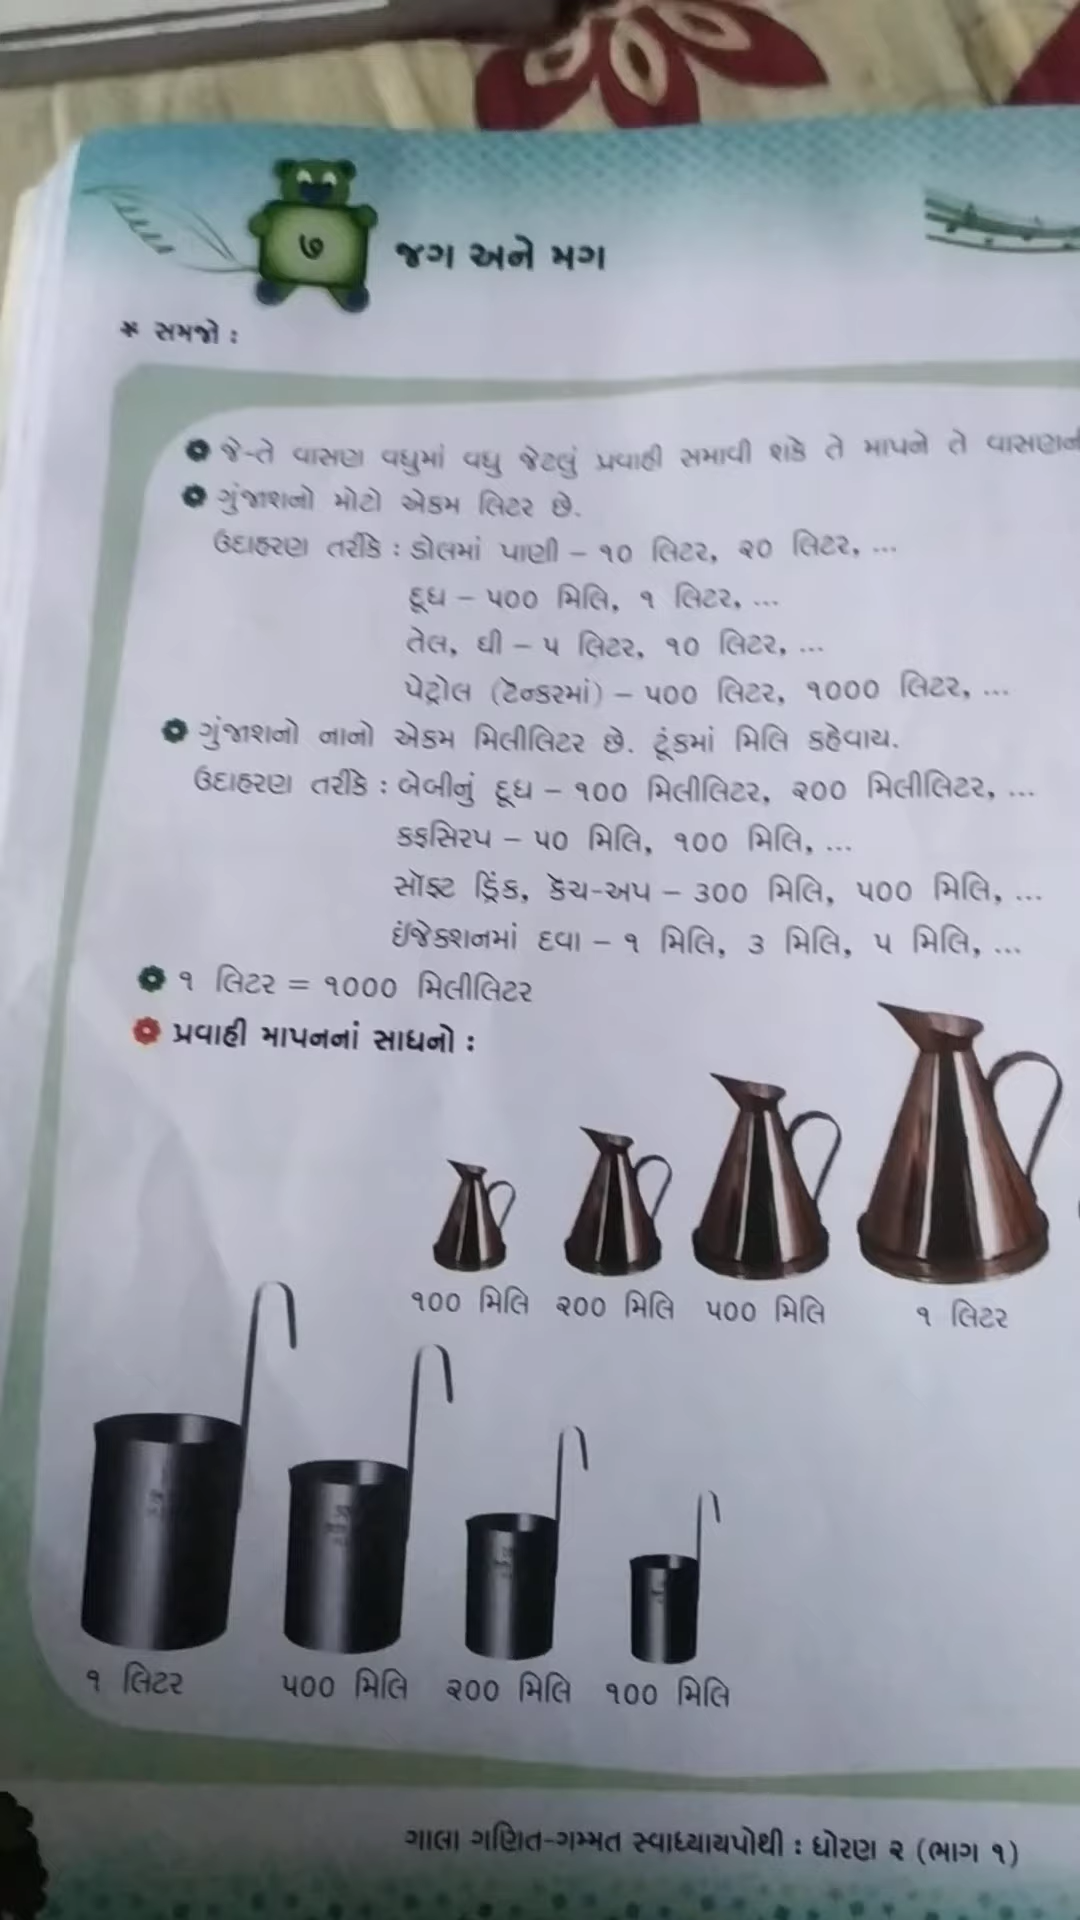 ૭
જગ અને મગ
* સમજો :
જે-તે વાસણ વધુમાં વધુ જેટલું પ્રવાહી સમાવી શકે તે માપને તે વાસણની
ગુંજાશનો મોટો એકમ લિટર છે.
ઉદાહરણ તરીકે : ડોલમાં પાણી – ૧૦ લિટર, ૨૦ લિટર, ...
દૂધ – ૫૦૦ મિલિ, ૧ લિટર, ...
તેલ, ઘી – ૫ લિટર, ૧૦ લિટર, ...
પેટ્રોલ (ટૅન્કરમાં) – ૫૦૦ લિટર, ૧૦૦૦ લિટર, ...
ગુંજાશનો નાનો એકમ મિલીલિટર છે. ટૂંકમાં મિલિ કહેવાય.
ઉદાહરણ તરીકે : બેબીનું દૂધ – ૧૦૦ મિલીલિટર, ૨૦૦ મિલીલિટર, ...
કફસિરપ – ૫૦ મિલિ, ૧૦૦ મિલિ, ...
સૉફ્ટ ડ્રિંક, કૅચ-અપ – ૩૦૦ મિલિ, ૫૦૦ મિલિ, ...
ઇંજેકશનમાં દવા – ૧ મિલિ, ૩ મિલિ, ૫ મિલિ, ...
૧ લિટર = ૧૦૦૦ મિલીલિટર
પ્રવાહી માપનનાં સાધનો :
૧૦૦ મિલિ ૨૦૦ મિલિ ૫૦૦ મિલિ ૧ લિટર
૧ લિટર ૫૦૦ મિલિ ૨૦૦ મિલિ ૧૦૦ મિલિ
ગાલા ગણિત-ગમ્મત સ્વાધ્યાયપોથી : ધોરણ ૨ (ભાગ ૧)